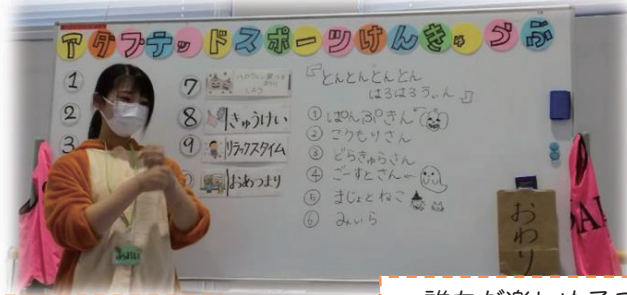 アダプテッドスポーツけんきゅうぶ
1
2
3
7
8 きゅうけい
9 リラックスタイム
おあつまり
『とんとんとんとん
はろはろうぃん』
① ぱんぷきん
② こうもりさん
③ どらきゅらさん
④ ごーすとさん
⑤ まじょとねこ
⑥ みいら
おわり